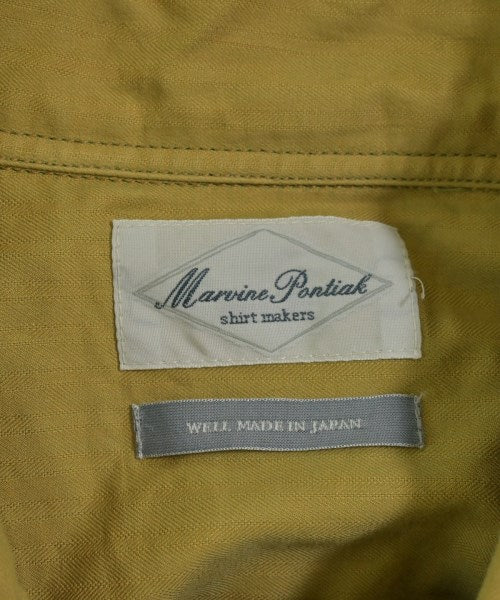 Marvine Pontiak
shirt makers
WELL MADE IN JAPAN